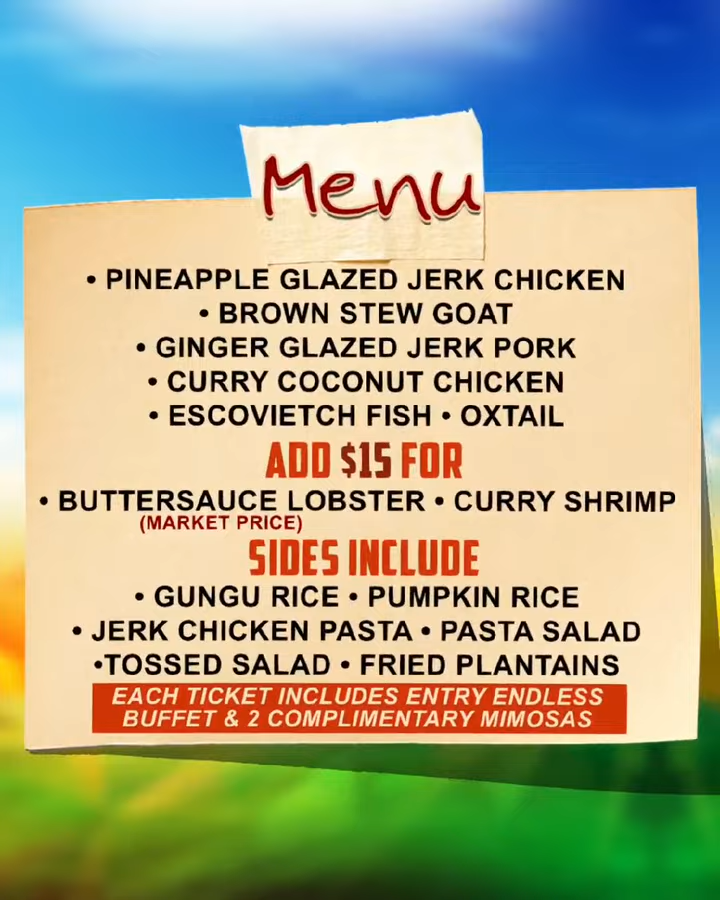 Menu
• PINEAPPLE GLAZED JERK CHICKEN
• BROWN STEW GOAT
• GINGER GLAZED JERK PORK
• CURRY COCONUT CHICKEN
• ESCOVIETCH FISH • OXTAIL
ADD $15 FOR
• BUTTERSAUCE LOBSTER • CURRY SHRIMP
(MARKET PRICE)
SIDES INCLUDE
• GUNGU RICE • PUMPKIN RICE
• JERK CHICKEN PASTA • PASTA SALAD
•TOSSED SALAD • FRIED PLANTAINS
EACH TICKET INCLUDES ENTRY ENDLESS
BUFFET & 2 COMPLIMENTARY MIMOSAS